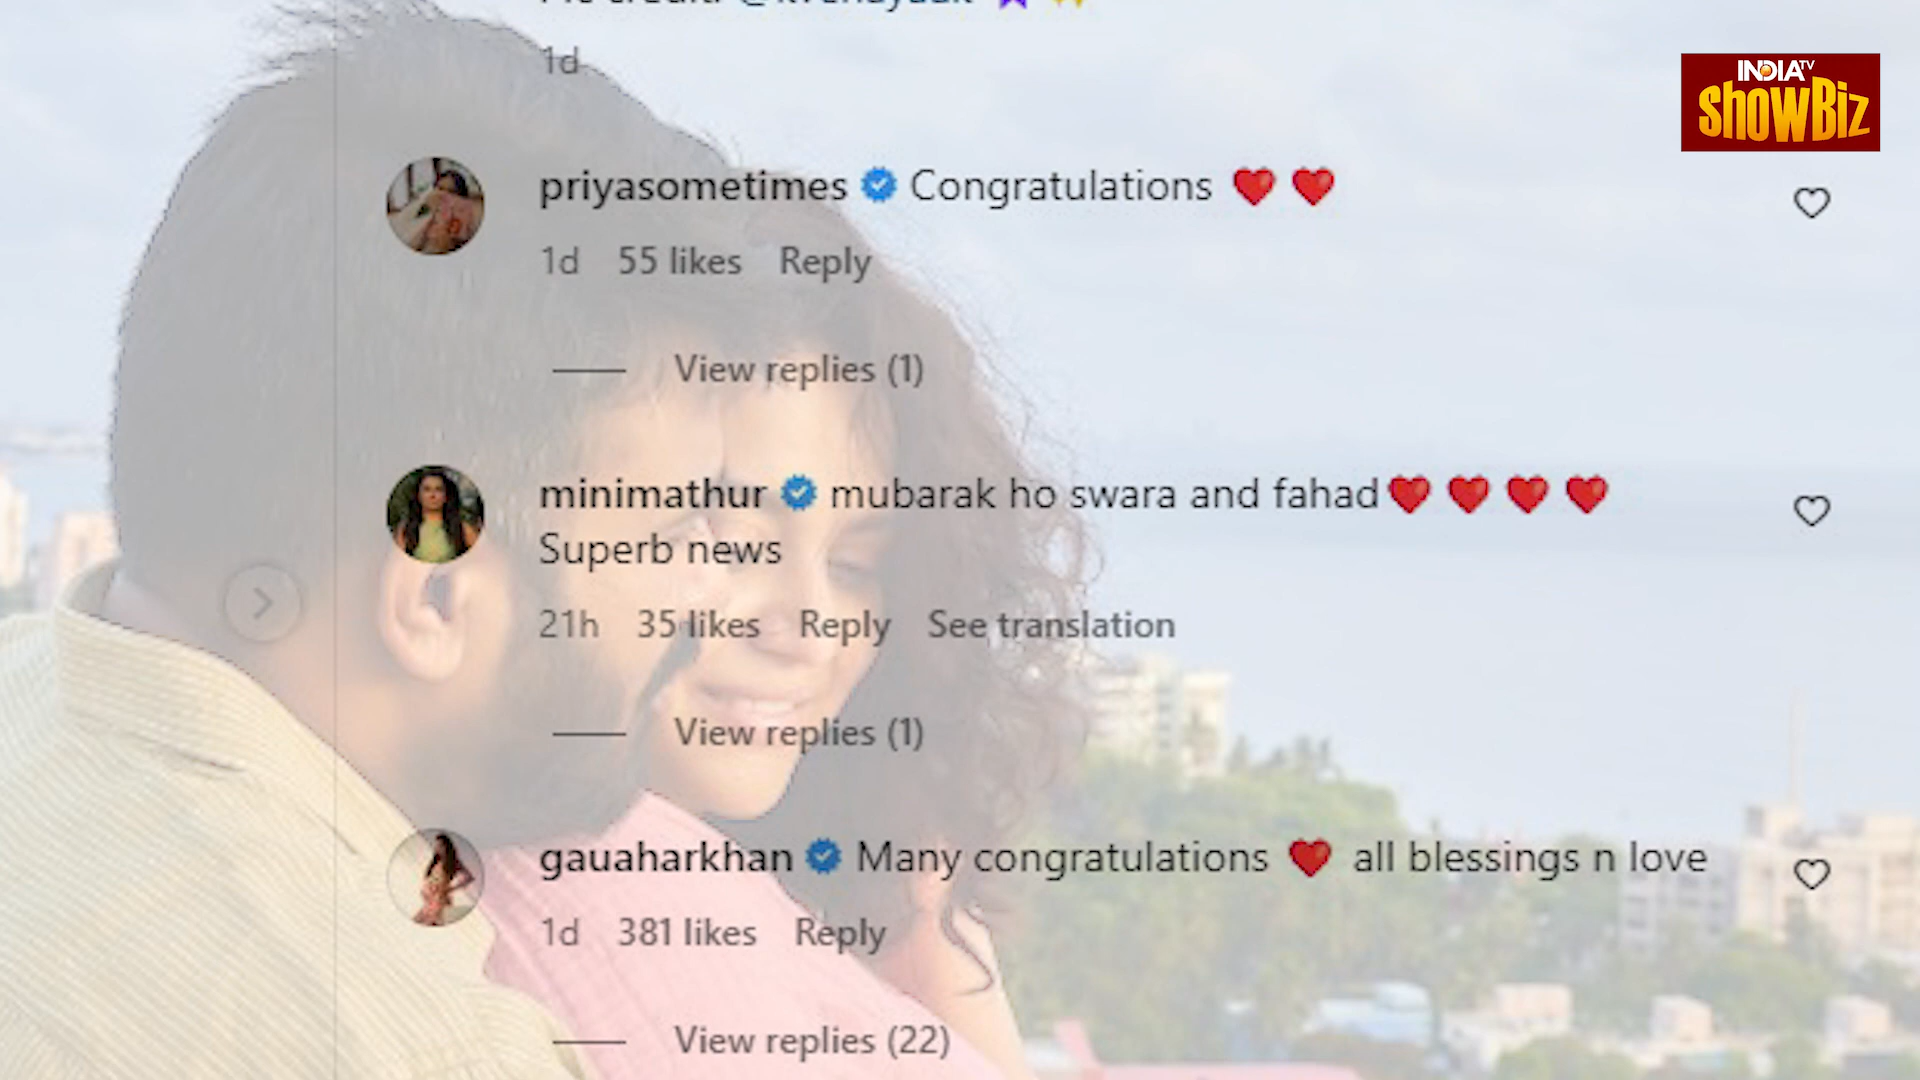 1d
INDIA TV
ShowBiz
priyasometimes Congratulations ❤️ ❤️
1d 55 likes Reply
View replies (1)
minimathur mubarak ho swara and fahad❤️ ❤️ ❤️ ❤️
Superb news
21h 35 likes Reply See translation
View replies (1)
gauaharkhan Many congratulations ❤️ all blessings n love
1d 381 likes Reply
View replies (22)